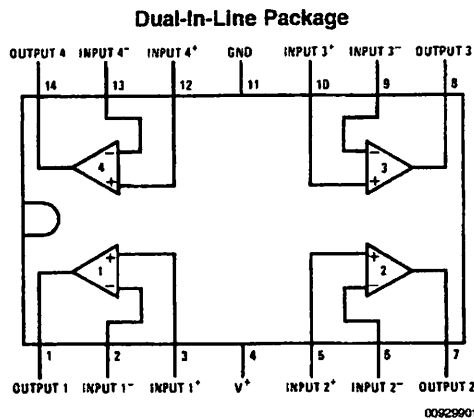 Dual-In-Line Package
OUTPUT 4 INPUT 4- INPUT 4+ GND INPUT 3+ INPUT 3- OUTPUT 3
14 13 12 11 10 9 8
- -
4 3
+ +
+ +
1 2
- -
1 2 3 4 5 6 7
OUTPUT 1 INPUT 1- INPUT 1+ V+ INPUT 2+ INPUT 2- OUTPUT 2
00929901